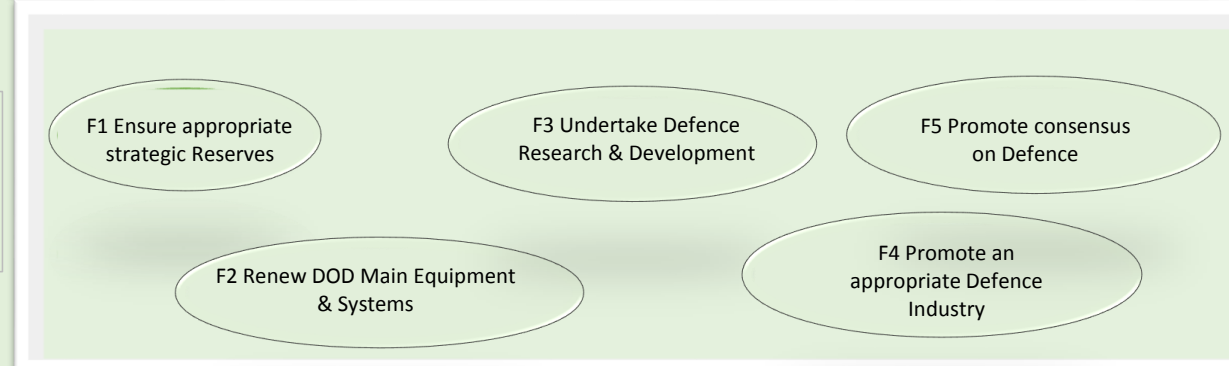 F1 Ensure appropriate
strategic Reserves
F2 Renew DOD Main Equipment
& Systems
F3 Undertake Defence
Research & Development
F4 Promote an
appropriate Defence
Industry
F5 Promote consensus
on Defence